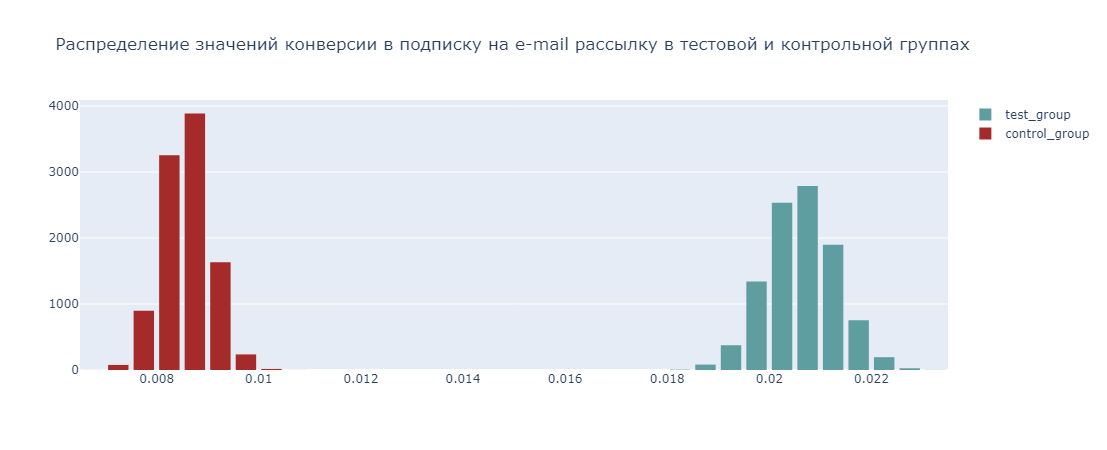 Распределение значений конверсии в подписку на e-mail рассылку в тестовой и контрольной группах
4000
3000
2000
1000
0
0.008 0.01 0.012 0.014 0.016 0.018 0.02 0.022
test_group
control_group